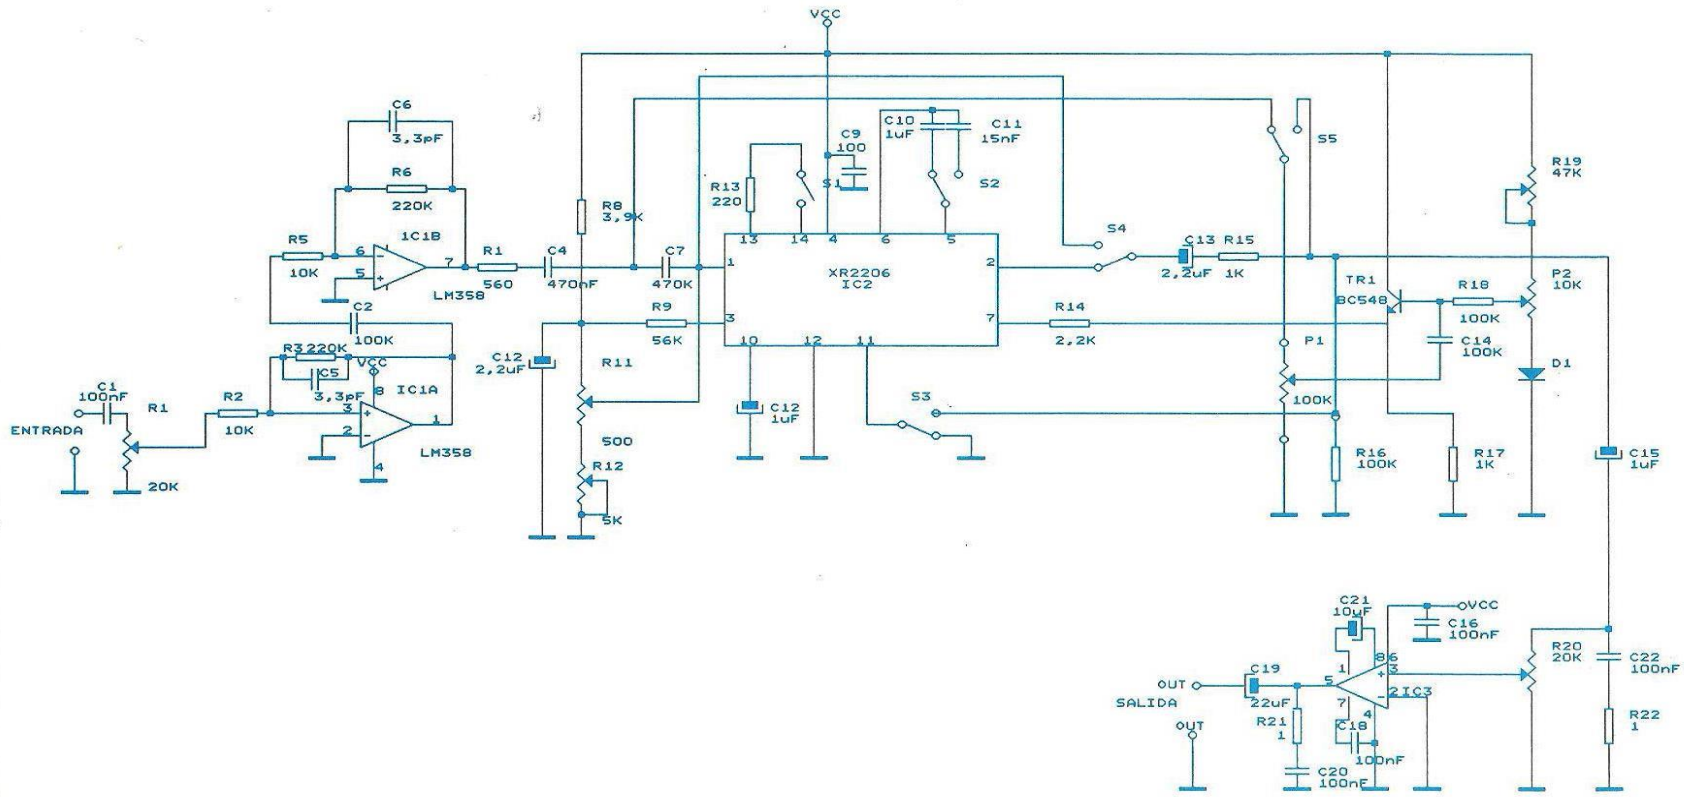 VCC
C6
3,3pF
R6
220K
1C1B
R5
10K
6
5
7
LM358
R1
560
C4
470nF
C7
470K
C2
100K
R3 220K
VCC
C5
3,3pF
8
IC1A
3
2
1
4
LM358
C1
100nF
R1
20K
R2
10K
ENTRADA
R8
3,9K
R9
56K
C12
2,2uF
R11
500
R12
5K
R13
220
S1
C9
100
C10
1uF
C11
15nF
S2
13
14
4
6
5
1
2
3
7
10
12
11
XR2206
IC2
C12
1uF
S3
S4
C13
2,2uF
R15
1K
R14
2,2K
S5
R19
47K
P2
10K
TR1
BC548
R18
100K
C14
100K
P1
100K
D1
R16
100K
R17
1K
C15
1uF
C21
10uF
VCC
C16
100nF
1
8
6
3
5
2
IC3
7
4
C19
22uF
OUT
SALIDA
OUT
R21
1
C18
100nF
C20
100nF
R20
20K
C22
100nF
R22
1